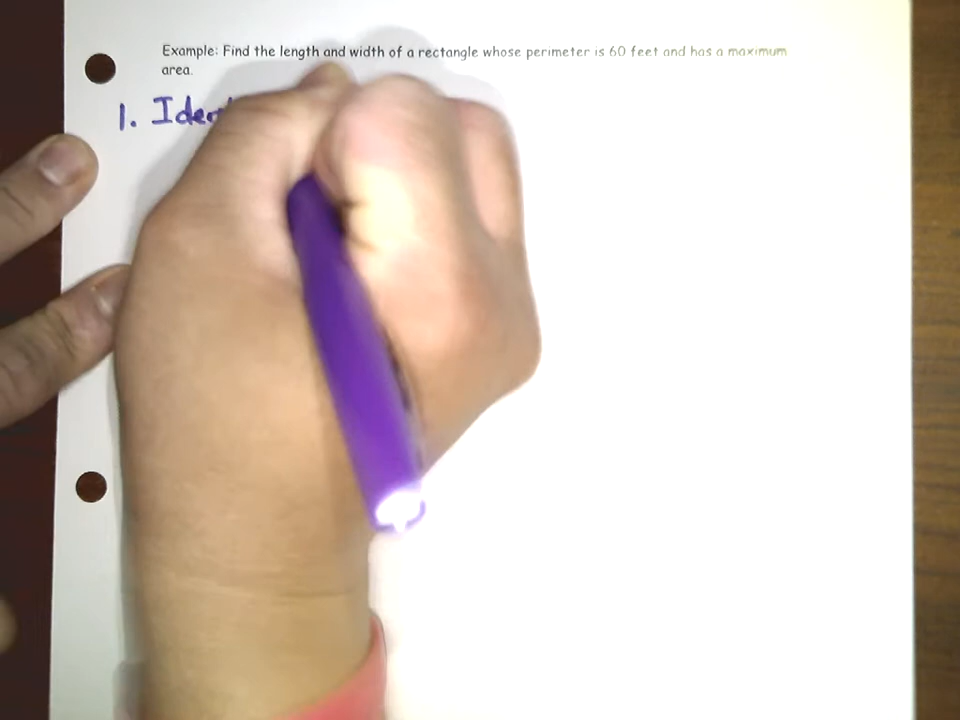 Example: Find the length and width of a rectangle whose perimeter is 60 feet and has a maximum
area.
1.